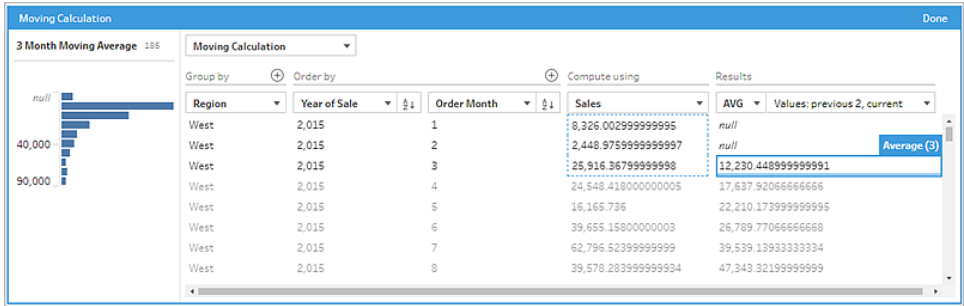 Moving Calculation Done
3 Month Moving Average 186
Moving Calculation
Group by Order by Compute using Results
Region Year of Sale A Z Order Month A Z Sales AVG Values: previous 2, current
null
40,000
90,000
West 2,015 1 8,326.002999999995 null
West 2,015 2 2,448.9759999999997 null
Average (3)
West 2,015 3 25,916.36799999998 12,230.448999999991
West 2,015 4 24,548.418000000005 17,637.92066666666
West 2,015 5 16,165.736 22,210.173999999995
West 2,015 6 39,655.15800000003 26,789.77066666668
West 2,015 7 62,796.52399999999 39,539.13933333334
West 2,015 8 39,578.283999999934 47,343.32199999999